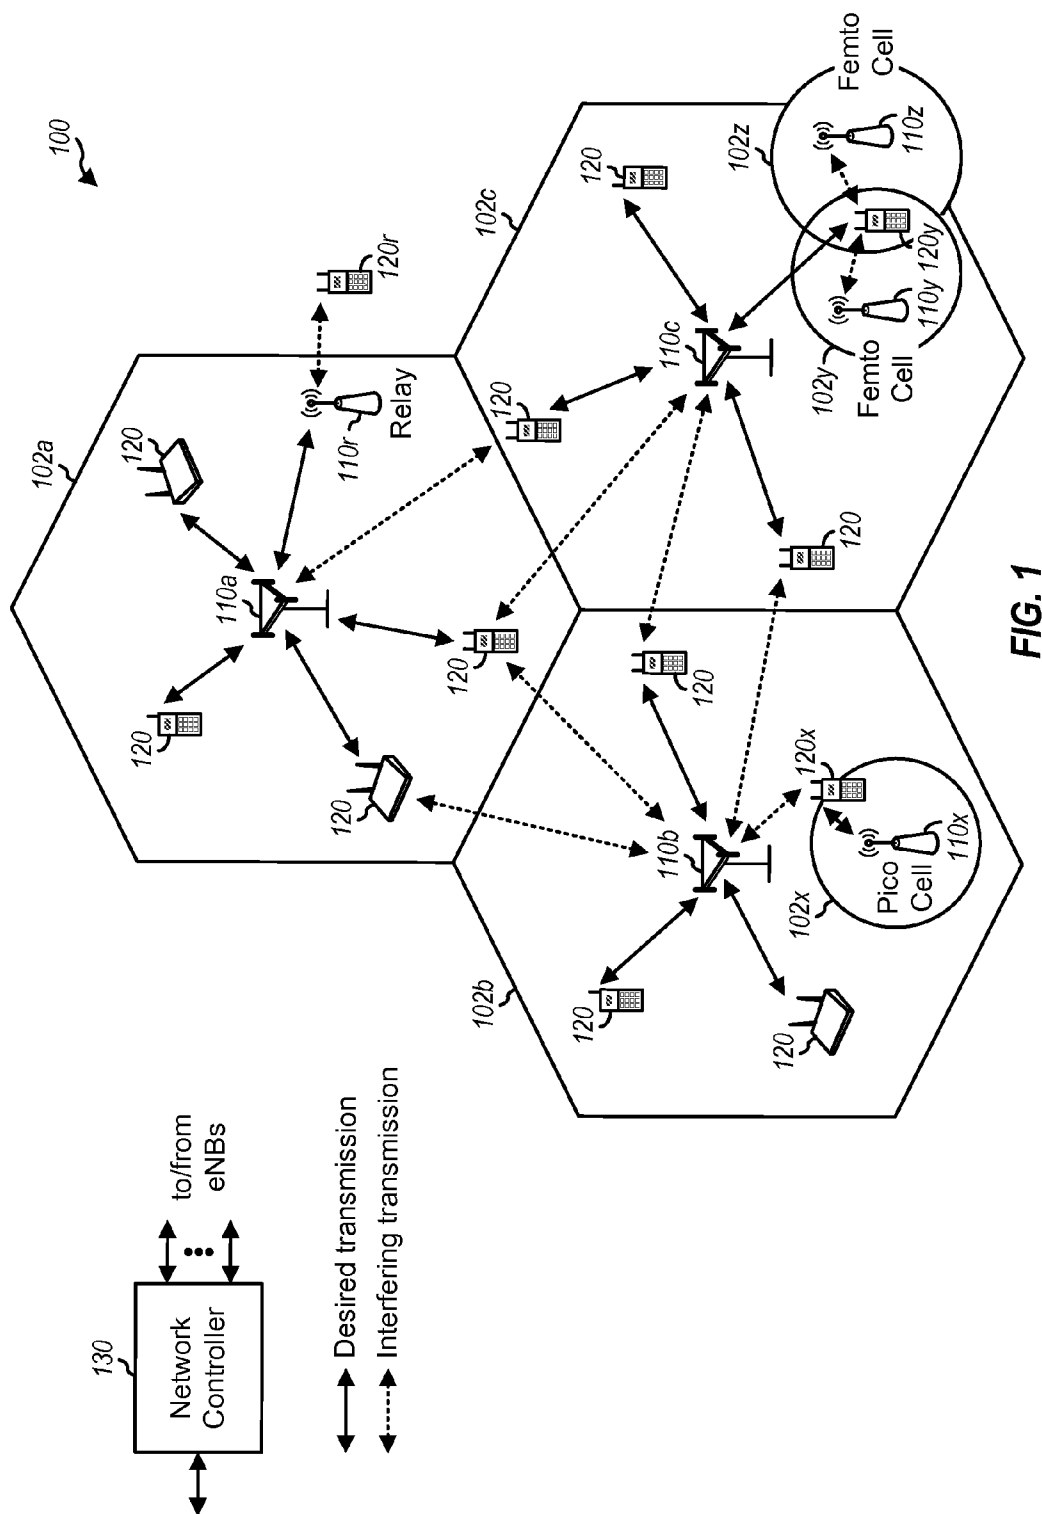 100
130
Network
Controller
to/from
eNBs
Desired transmission
Interfering transmission
102a
120
120
110a
120
120
110r
Relay
120r
102c
120
120
110c
120
120
102b
120
110b
120
120
120x
Pico
Cell
110x
102x
102z
Femto
Cell
110z
120y
110y
102y
Femto
Cell
FIG. 1